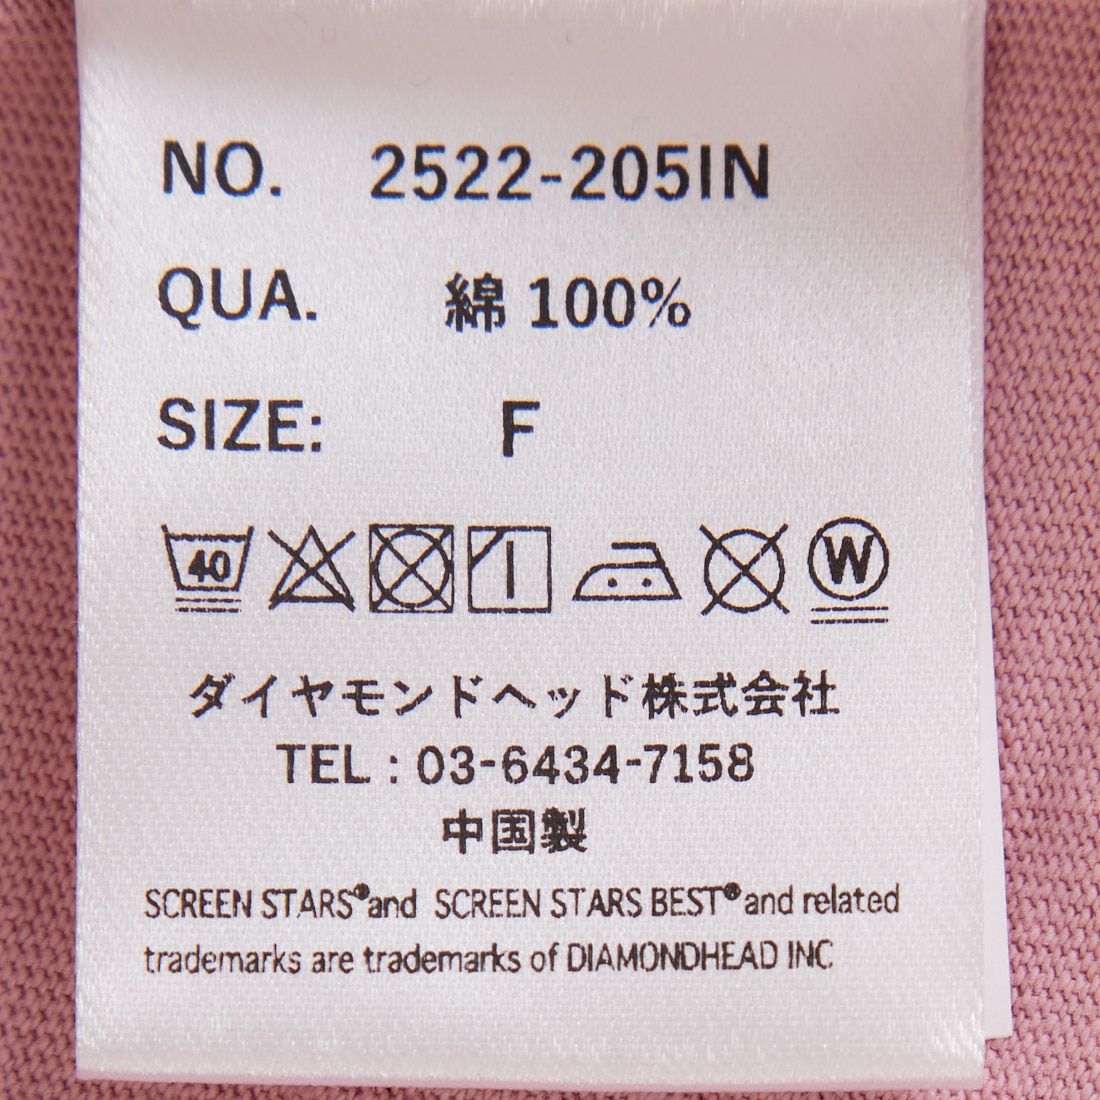 NO. 2522-205IN
QUA. 綿 100%
SIZE: F
40 W
ダイヤモンドヘッド株式会社
TEL : 03-6434-7158
中国製
SCREEN STARS®and SCREEN STARS BEST®and related
trademarks are trademarks of DIAMONDHEAD INC